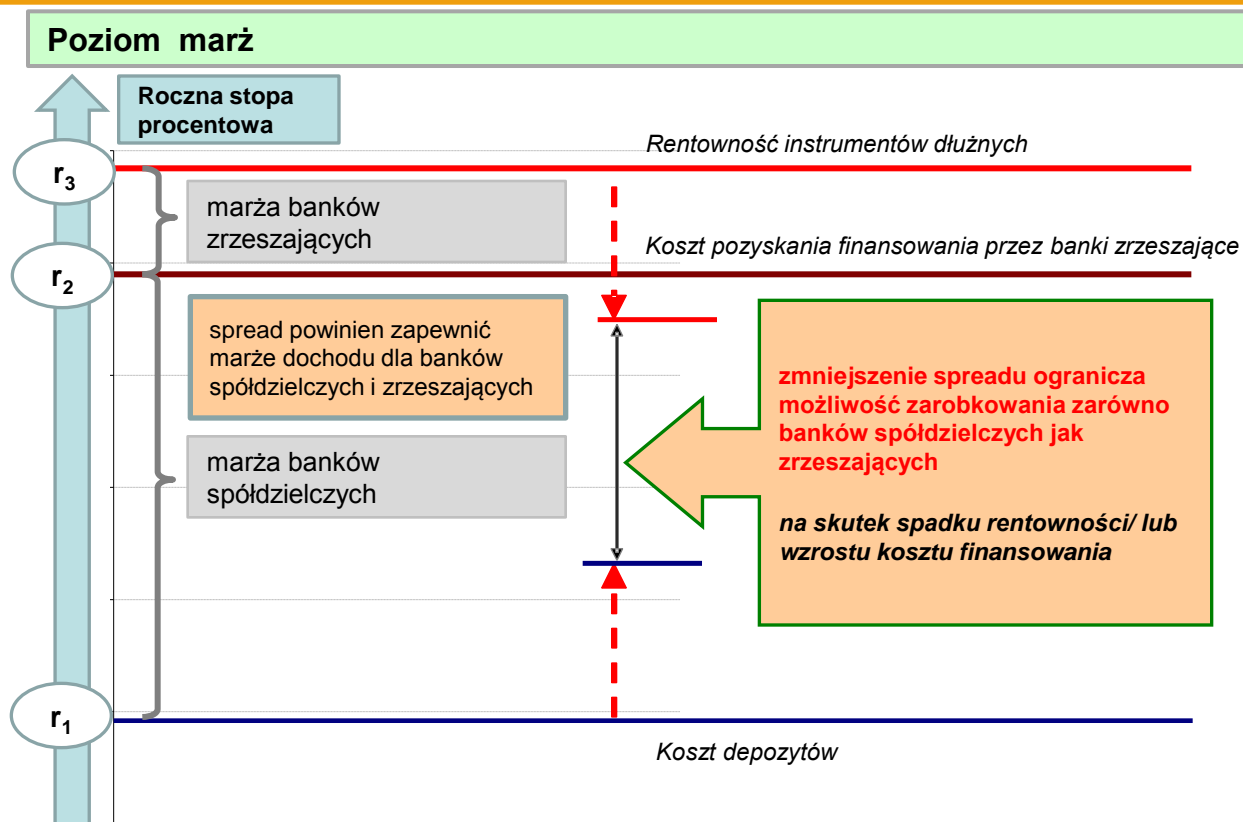 Poziom marż
Roczna stopa
procentowa
Rentowność instrumentów dłużnych
r3
marża banków
zrzeszających
Koszt pozyskania finansowania przez banki zrzeszające
r2
spread powinien zapewnić
marże dochodu dla banków
spółdzielczych i zrzeszających
zmniejszenie spreadu ogranicza
możliwość zarobkowania zarówno
banków spółdzielczych jak
zrzeszających
na skutek spadku rentowności/ lub
wzrostu kosztu finansowania
marża banków
spółdzielczych
r1
Koszt depozytów